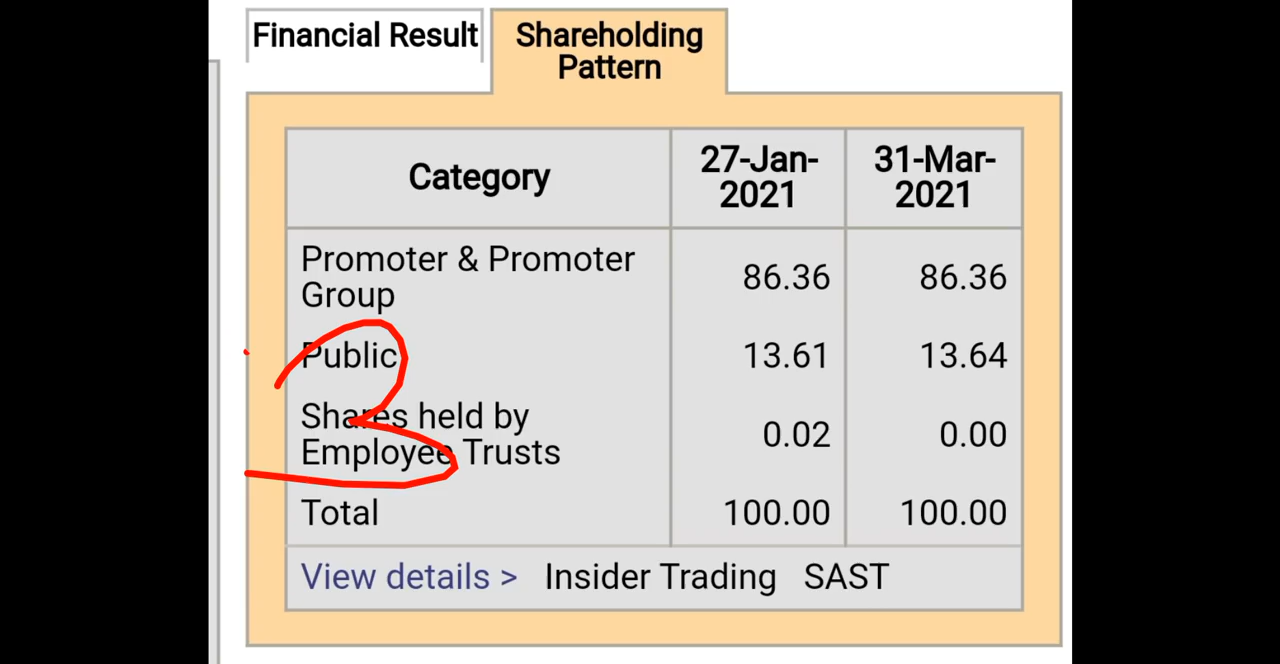 Financial Result
Shareholding
Pattern
Category
27-Jan-
2021
31-Mar-
2021
Promoter & Promoter
Group
86.36
86.36
Public
13.61
13.64
Shares held by
Employee Trusts
0.02
0.00
Total
100.00
100.00
View details > Insider Trading SAST